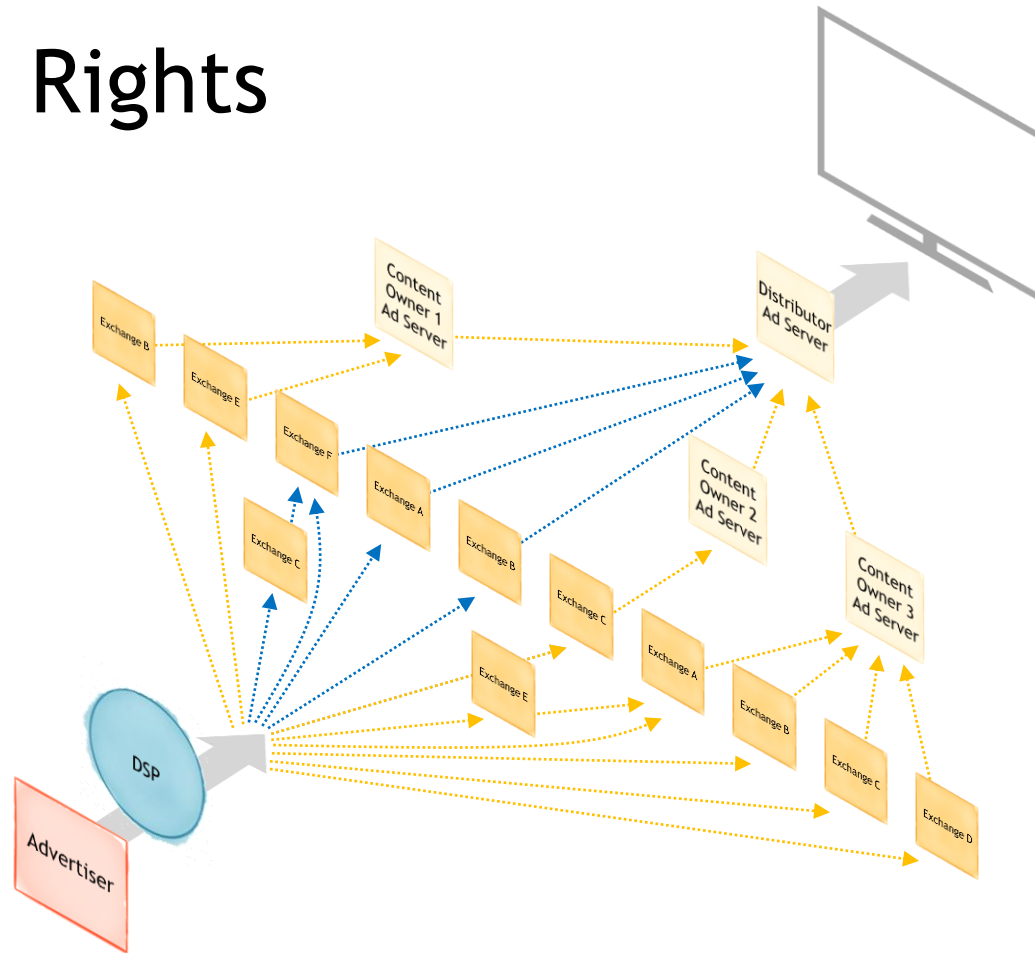 Rights
Content
Owner 1
Ad Server
Distributor
Ad Server
Exchange B
Exchange E
Exchange F
Exchange A
Exchange B
Exchange C
Content
Owner 2
Ad Server
Exchange C
Content
Owner 3
Ad Server
Exchange E
Exchange A
Exchange B
Exchange C
Exchange D
DSP
Advertiser